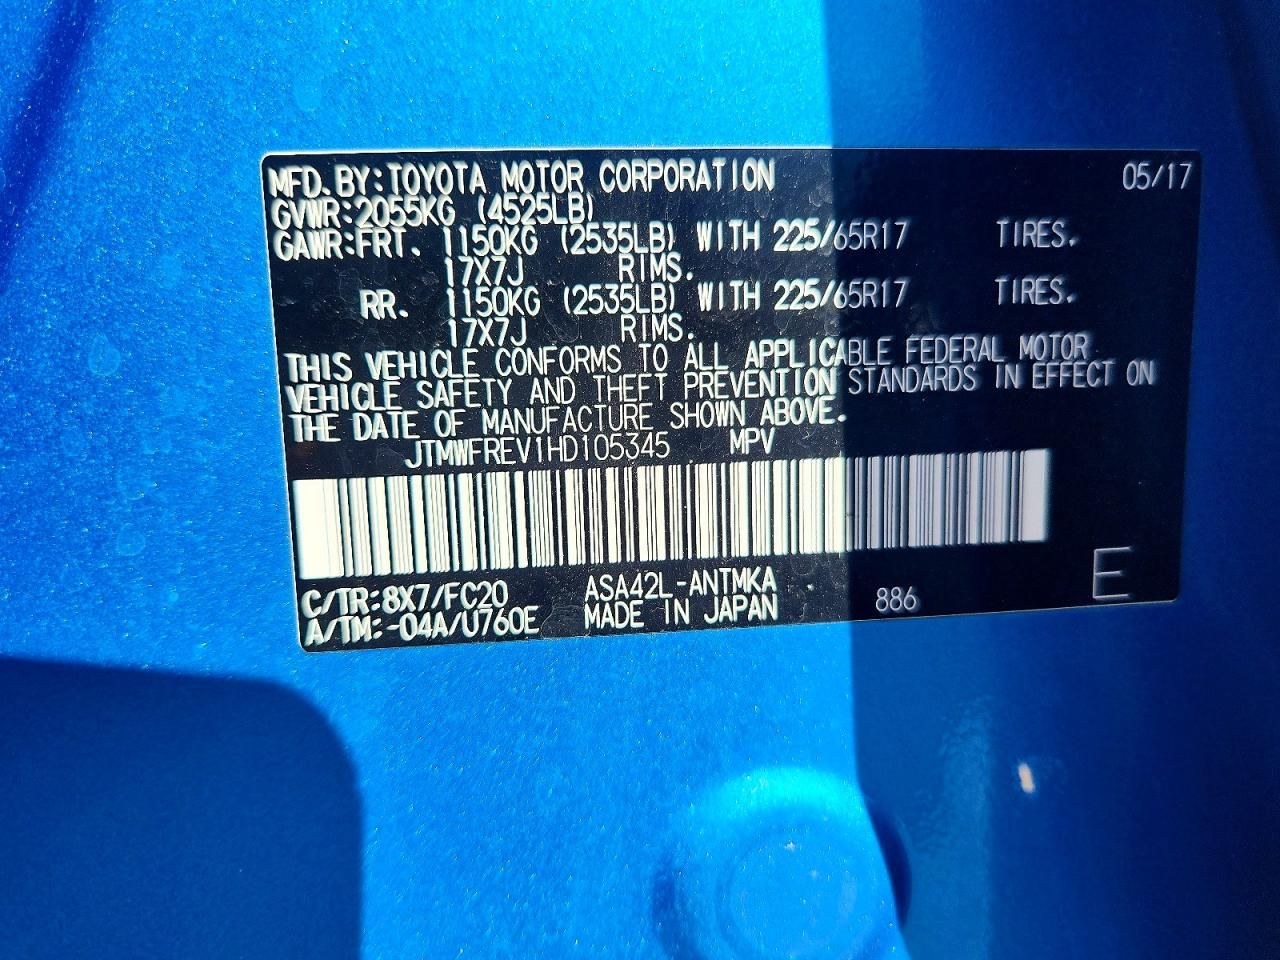 MFD. BY: TOYOTA MOTOR CORPORATION 05/17
GVWR: 2055KG (4525LB)
GAWR: FRT. 1150KG (2535LB) WITH 225/65R17 TIRES.
17X7J RIMS.
RR. 1150KG (2535LB) WITH 225/65R17 TIRES.
17X7J RIMS.
THIS VEHICLE CONFORMS TO ALL APPLICABLE FEDERAL MOTOR
VEHICLE SAFETY AND THEFT PREVENTION STANDARDS IN EFFECT ON
THE DATE OF MANUFACTURE SHOWN ABOVE.
JTMWFREV1HD105345 MPV
C/TR: 8X7/FC20 ASA42L-ANTMKA
A/TM: -04A/U760E MADE IN JAPAN 886 E